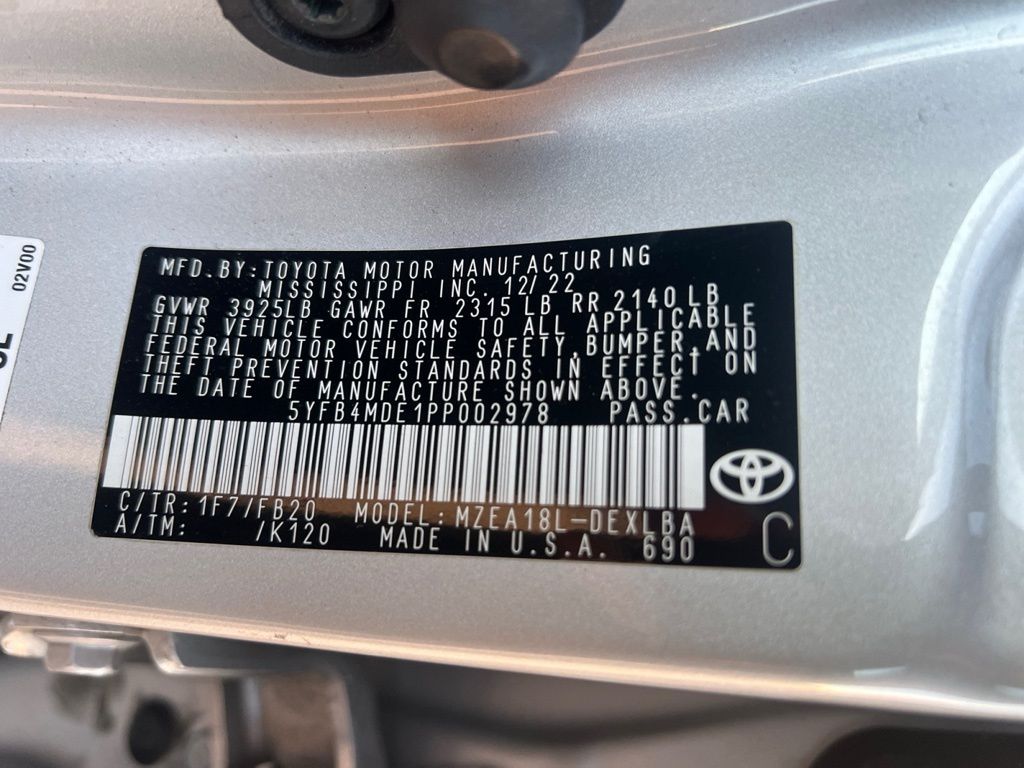 02V00
MFD.BY:TOYOTA MOTOR MANUFACTURING
MISSISSIPPI INC. 12/22
GVWR 3925LB GAWR FR 2315 LB RR 2140 LB
THIS VEHICLE CONFORMS TO ALL APPLICABLE
FEDERAL MOTOR VEHICLE SAFETY,BUMPER,AND
THEFT PREVENTION STANDARDS IN EFFECT ON
THE DATE OF MANUFACTURE SHOWN ABOVE.
5YFB4MDE1PP002978 PASS.CAR
C/TR:1F7/FB20 MODEL:MZEA18L-DEXLBA
A/TM: /K120 MADE IN U.S.A. 690 C